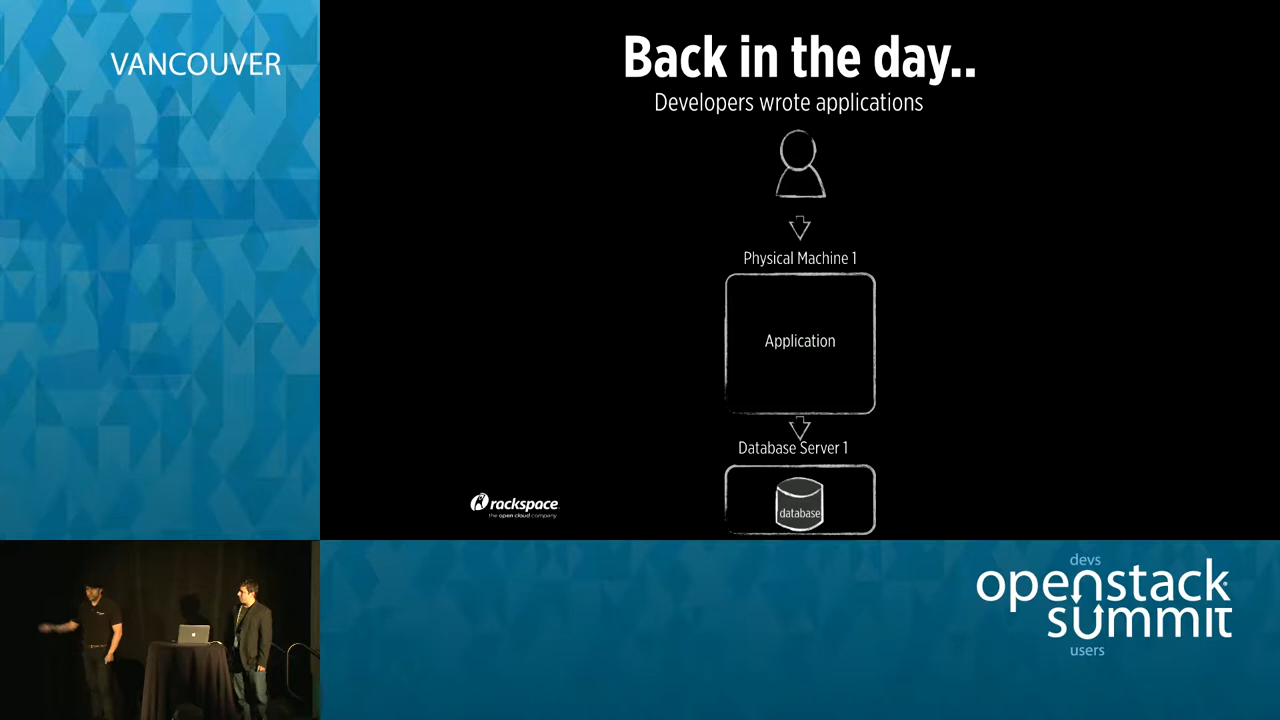 VANCOUVER
Back in the day..
Developers wrote applications
Physical Machine 1
Application
Database Server 1
database
rackspace
the open cloud company
devs
openstack
summit
users